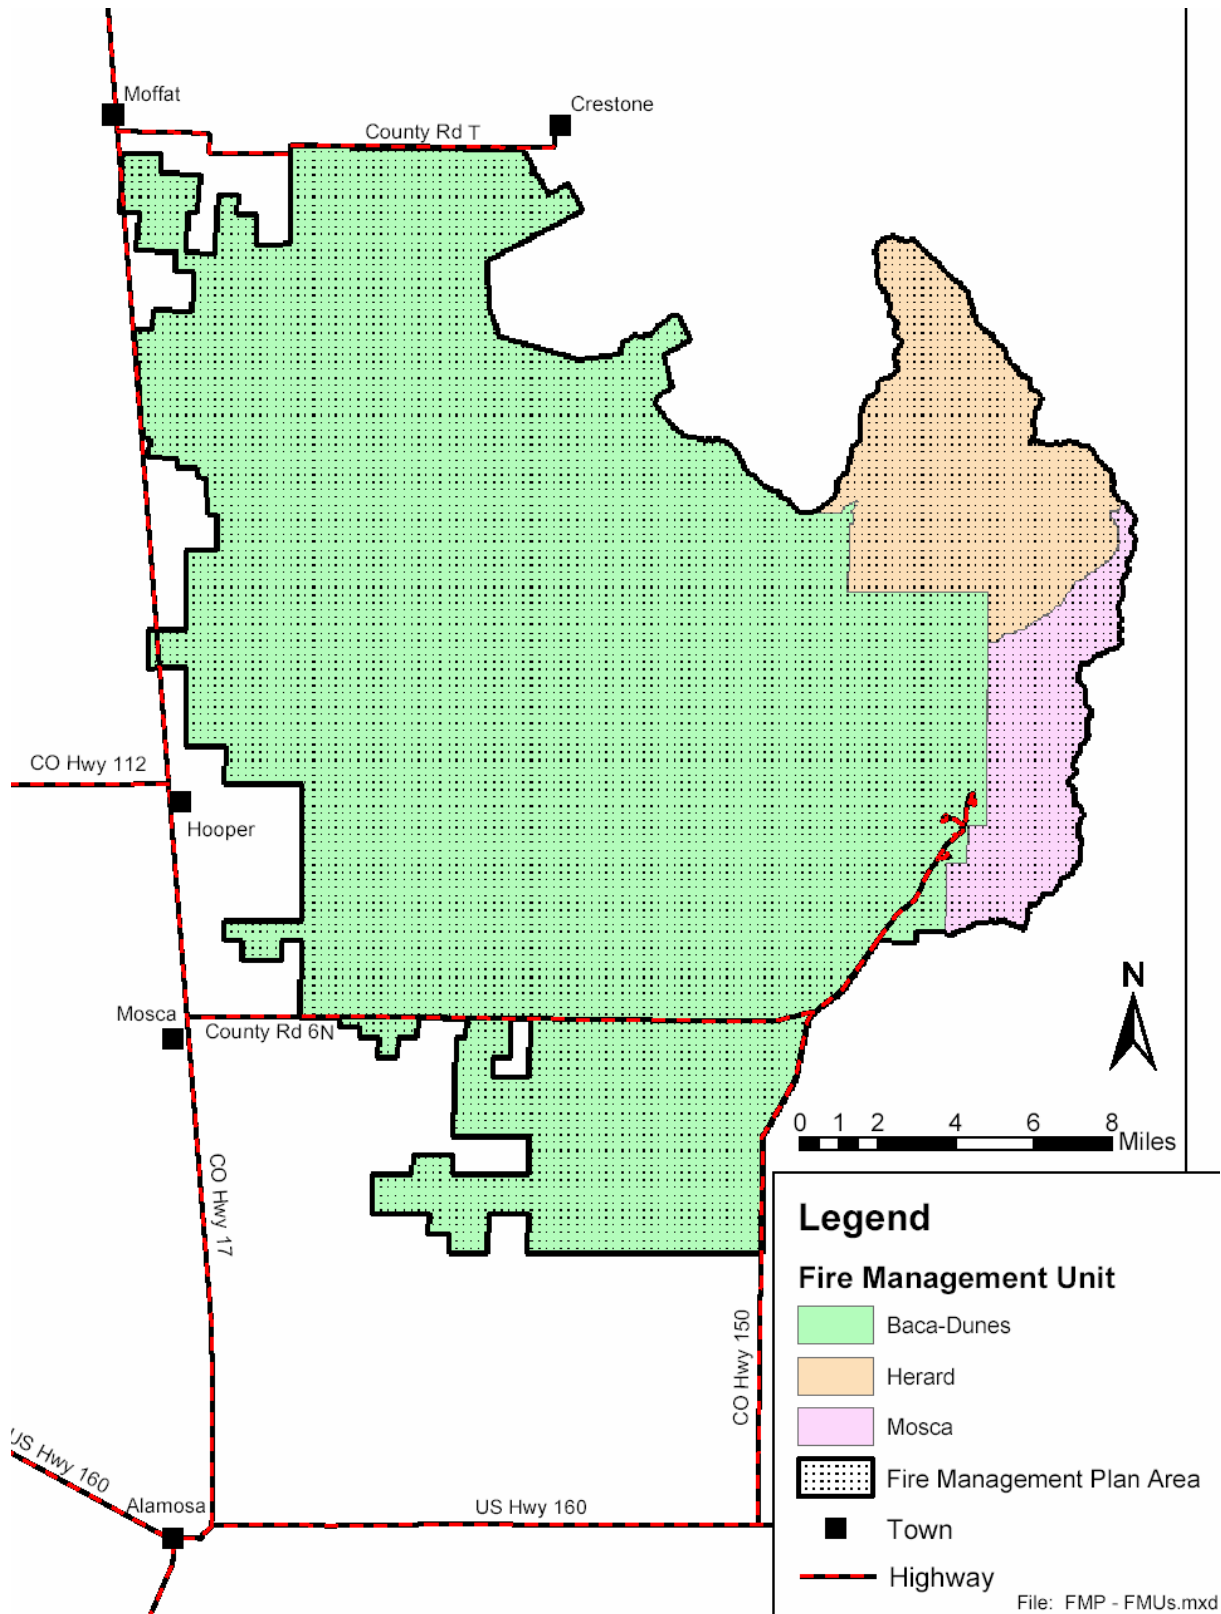 Moffat
Crestone
County Rd T
CO Hwy 112
Hooper
Mosca
County Rd 6N
N
0 1 2 4 6 8
Miles
CO Hwy 17
CO Hwy 150
US Hwy 160
Alamosa
US Hwy 160
Legend
Fire Management Unit
Baca-Dunes
Herard
Mosca
Fire Management Plan Area
Town
Highway
File: FMP - FMUs.mxd